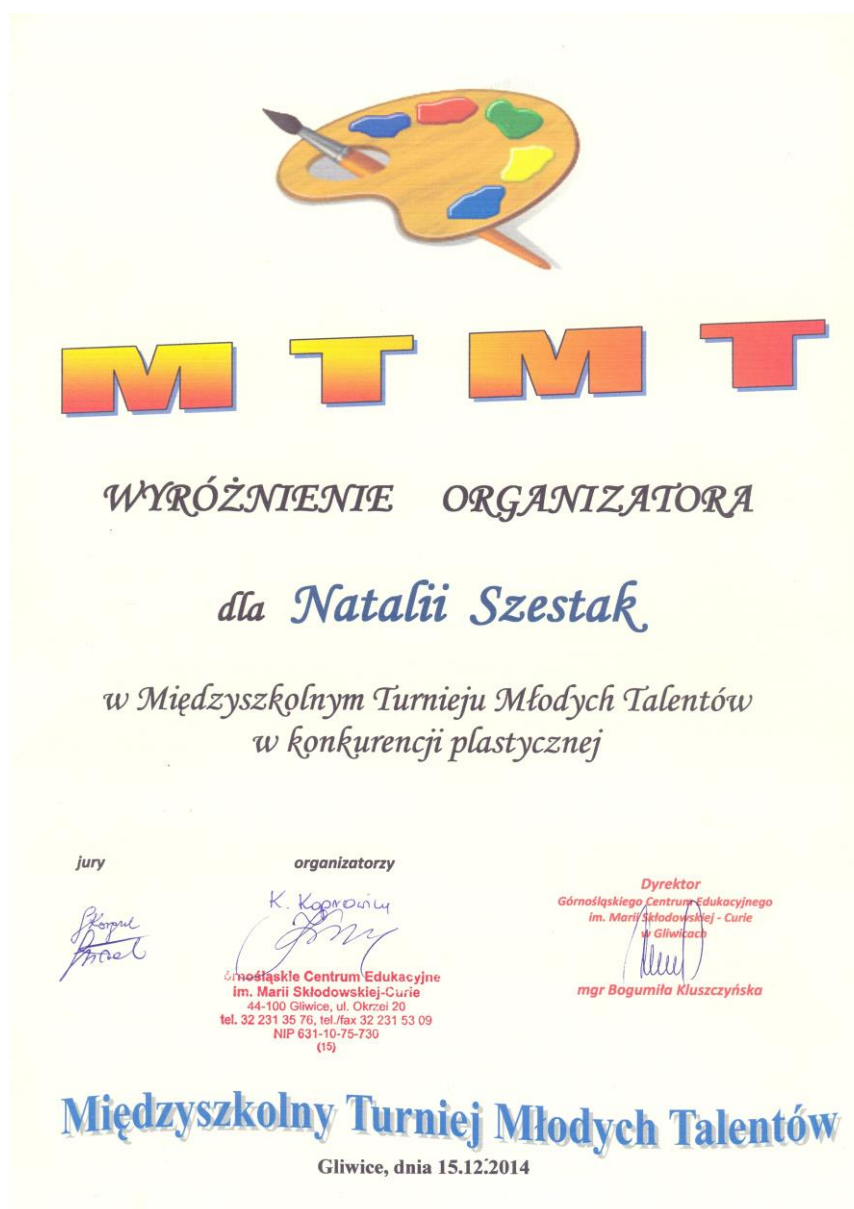 M T M T
WYRÓŻNIENIE ORGANIZATORA
dla Natalii Szestak
w Międzyszkolnym Turnieju Młodych Talentów
w konkurencji plastycznej
jury
organizatorzy
K.
Górnośląskie Centrum Edukacyjne
im. Marii Skłodowskiej-Curie
44-100 Gliwice, ul. Okrzei 20
tel. 32 231 35 76, tel./fax 32 231 53 09
NIP 631-10-75-730
(15)
Dyrektor
Górnośląskiego Centrum Edukacyjnego
im. Marii Skłodowskiej - Curie
w Gliwicach
mgr Bogumiła Kluszczyńska
Międzyszkolny Turniej Młodych Talentów
Gliwice, dnia 15.12.2014